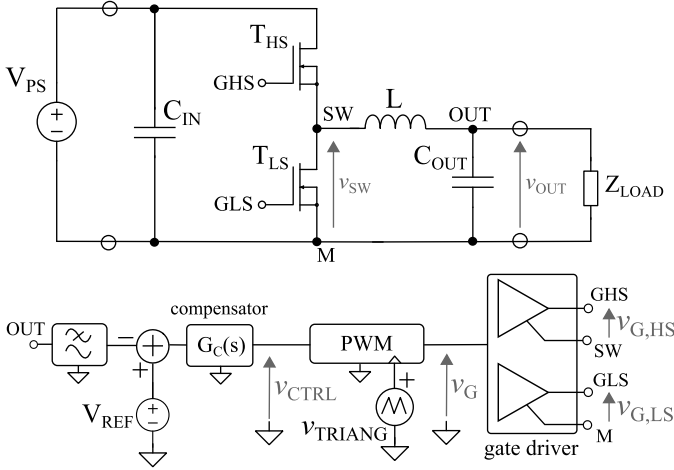 T_HS
V_PS
GHS
C_IN
SW
L
OUT
T_LS
v_SW
C_OUT
v_OUT
Z_LOAD
GLS
M
compensator
OUT
G_C(s)
PWM
GHS
v_G,HS
SW
V_REF
v_CTRL
v_G
GLS
v_G,LS
v_TRIANG
M
gate driver